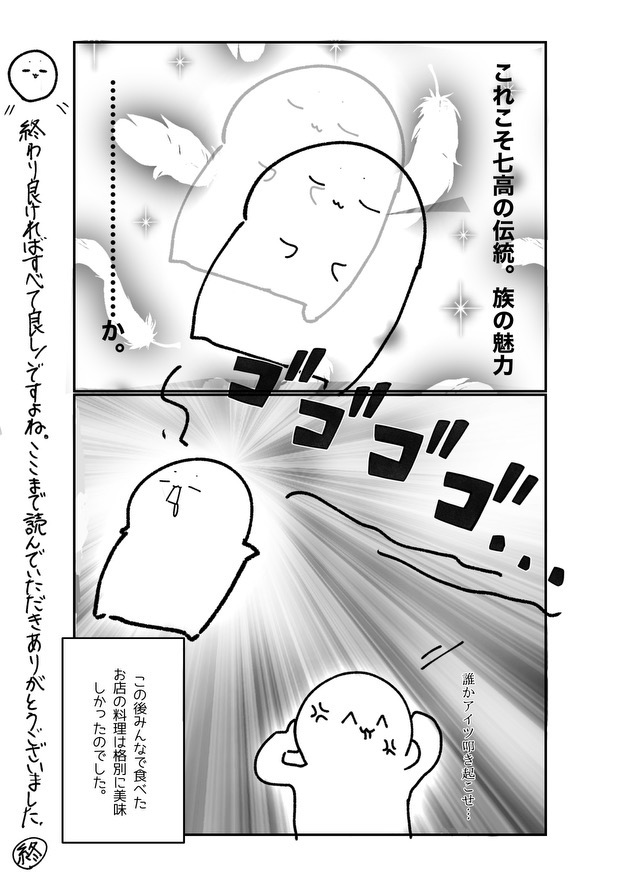 これこそ七高の伝統。族の魅力
……………………か。
ゴゴゴゴ…
誰かアイツ叩き起こせ…
この後みんなで食べた
お店の料理は格別に美味
しかったのでした。
終わり良ければすべて良し！ですよね。ここまで読んでいただきありがとうございました。
終